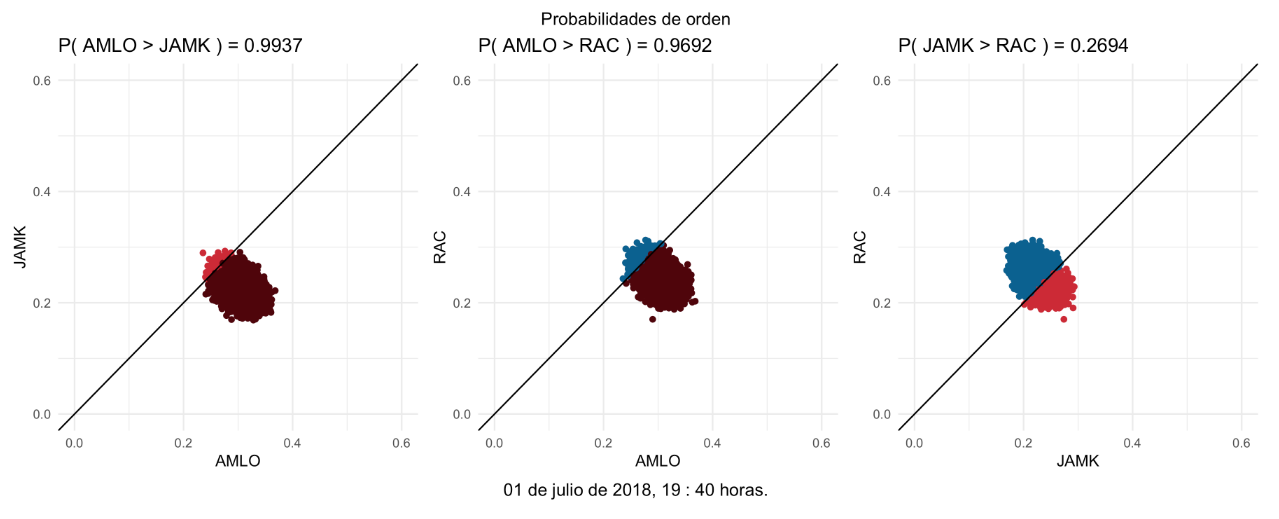 Probabilidades de orden
P( AMLO > JAMK ) = 0.9937
P( AMLO > RAC ) = 0.9692
P( JAMK > RAC ) = 0.2694
JAMK
0.6
0.4
0.2
0.0
0.0 0.2 0.4 0.6
AMLO
RAC
0.6
0.4
0.2
0.0
0.0 0.2 0.4 0.6
AMLO
RAC
0.6
0.4
0.2
0.0
0.0 0.2 0.4 0.6
JAMK
01 de julio de 2018, 19 : 40 horas.